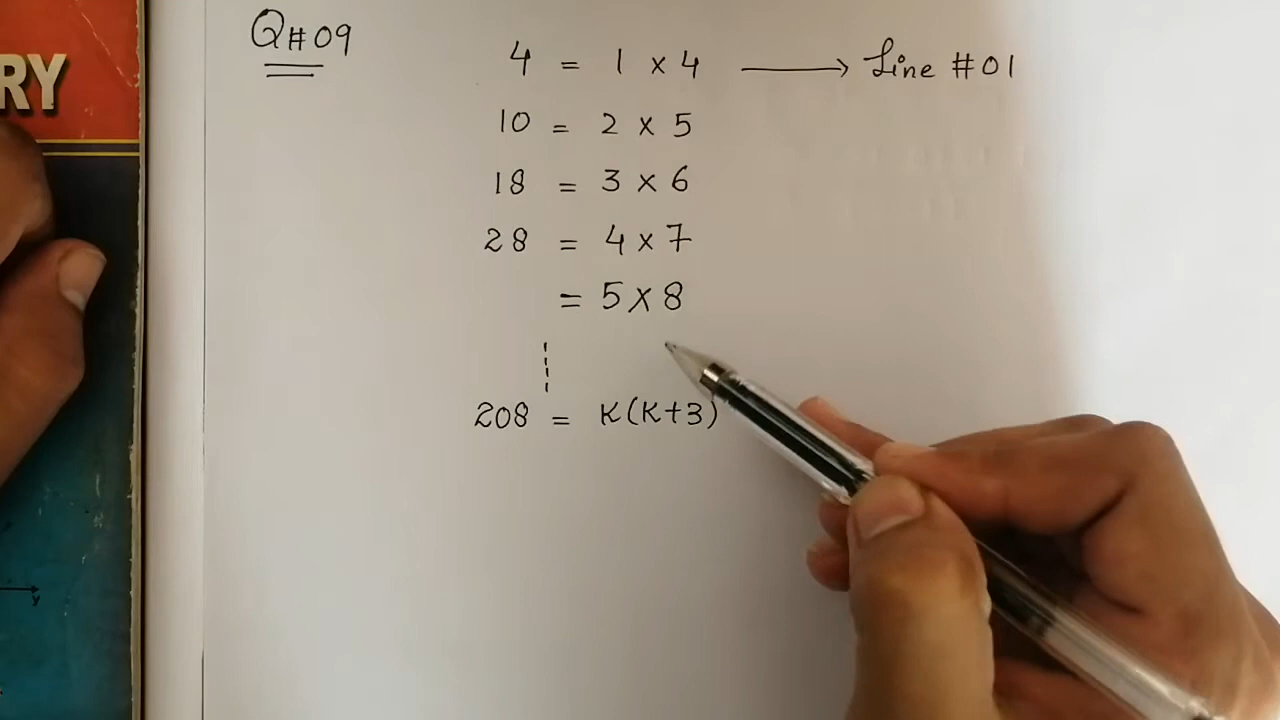 RY
Q#09
4 = 1 × 4 ⟶ Line #01
10 = 2 × 5
18 = 3 × 6
28 = 4 × 7
= 5 × 8
208 = K(K+3)
y